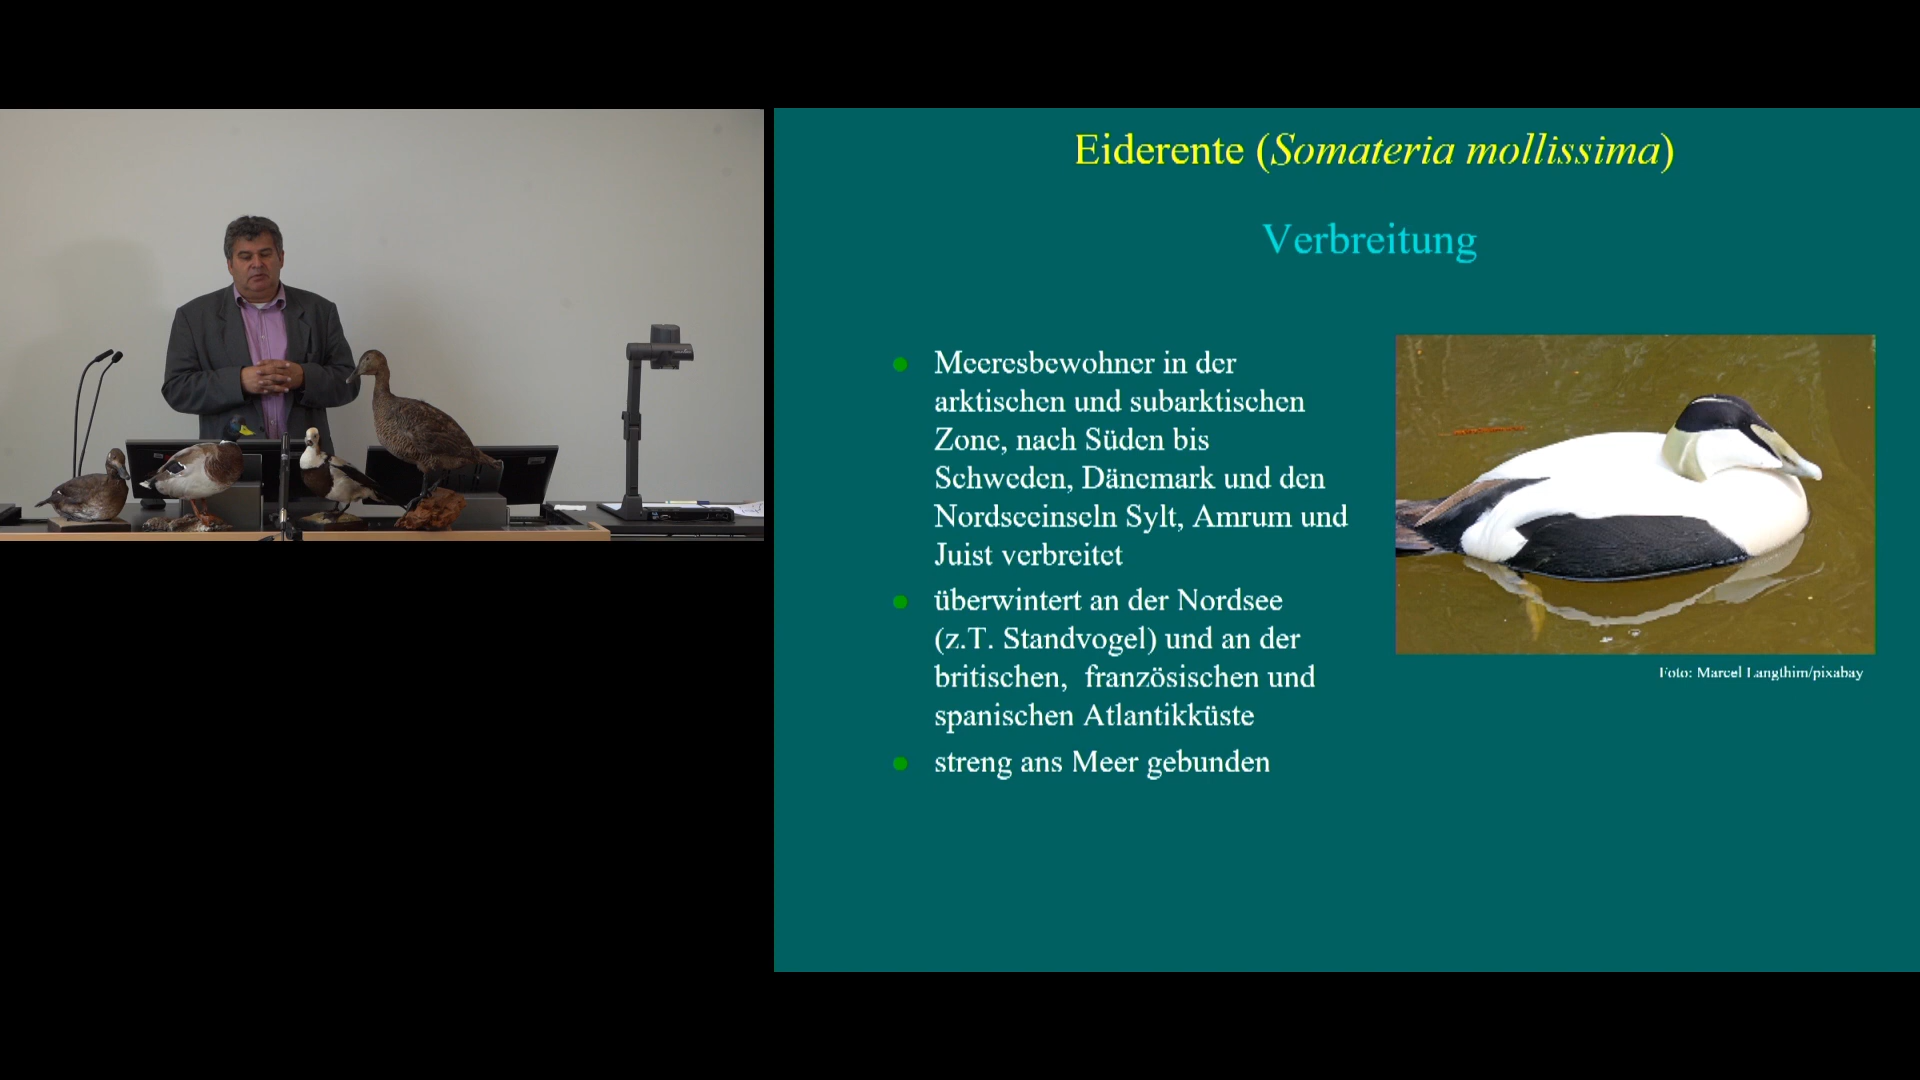 Eiderente (Somateria mollissima)
Verbreitung
Meeresbewohner in der
arktischen und subarktischen
Zone, nach Süden bis
Schweden, Dänemark und den
Nordseeinseln Sylt, Amrum und
Juist verbreitet
überwintert an der Nordsee
(z.T. Standvogel) und an der
britischen, französischen und
spanischen Atlantikküste
streng ans Meer gebunden
Foto: Marcel Langthim/pixabay